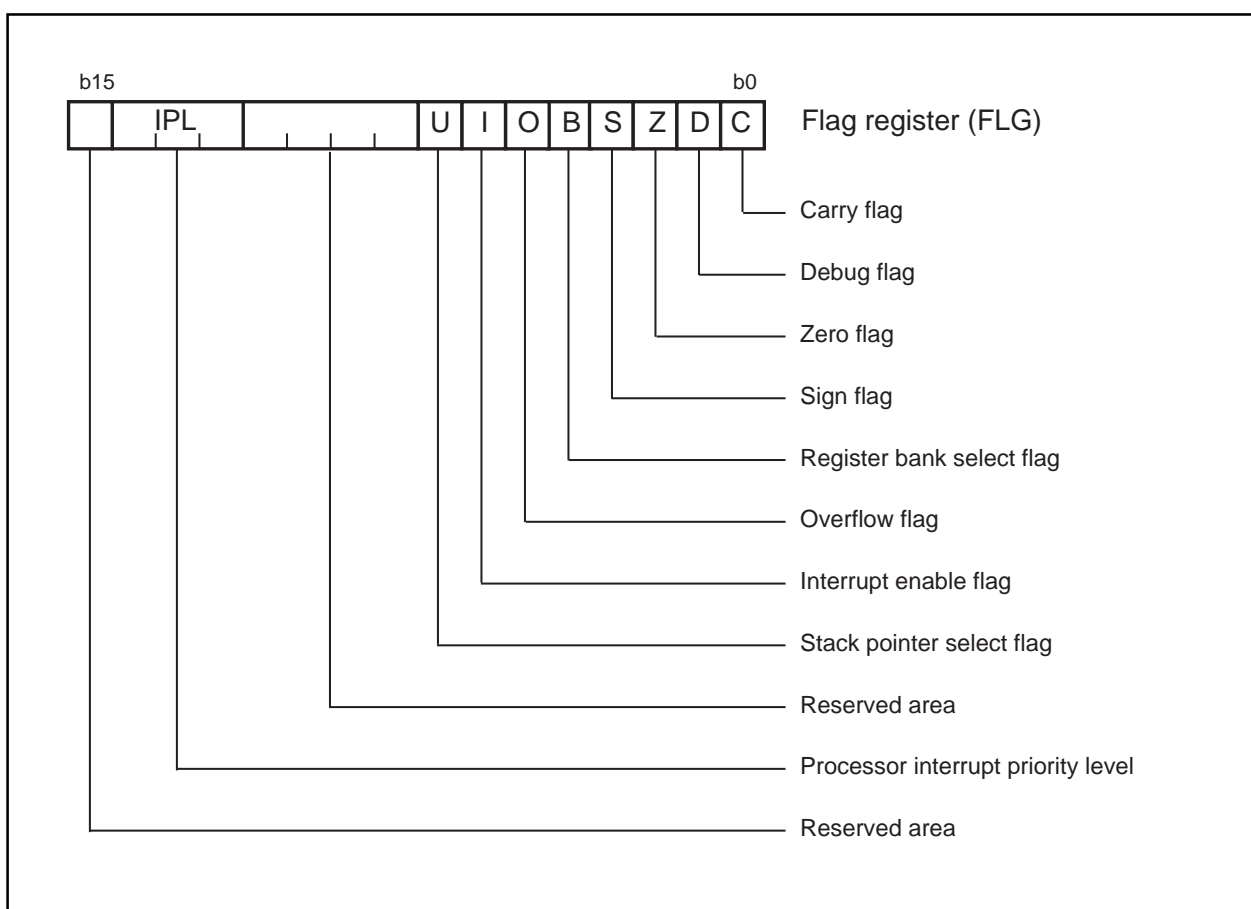 b15 b0
IPL U I O B S Z D C Flag register (FLG)
Carry flag
Debug flag
Zero flag
Sign flag
Register bank select flag
Overflow flag
Interrupt enable flag
Stack pointer select flag
Reserved area
Processor interrupt priority level
Reserved area